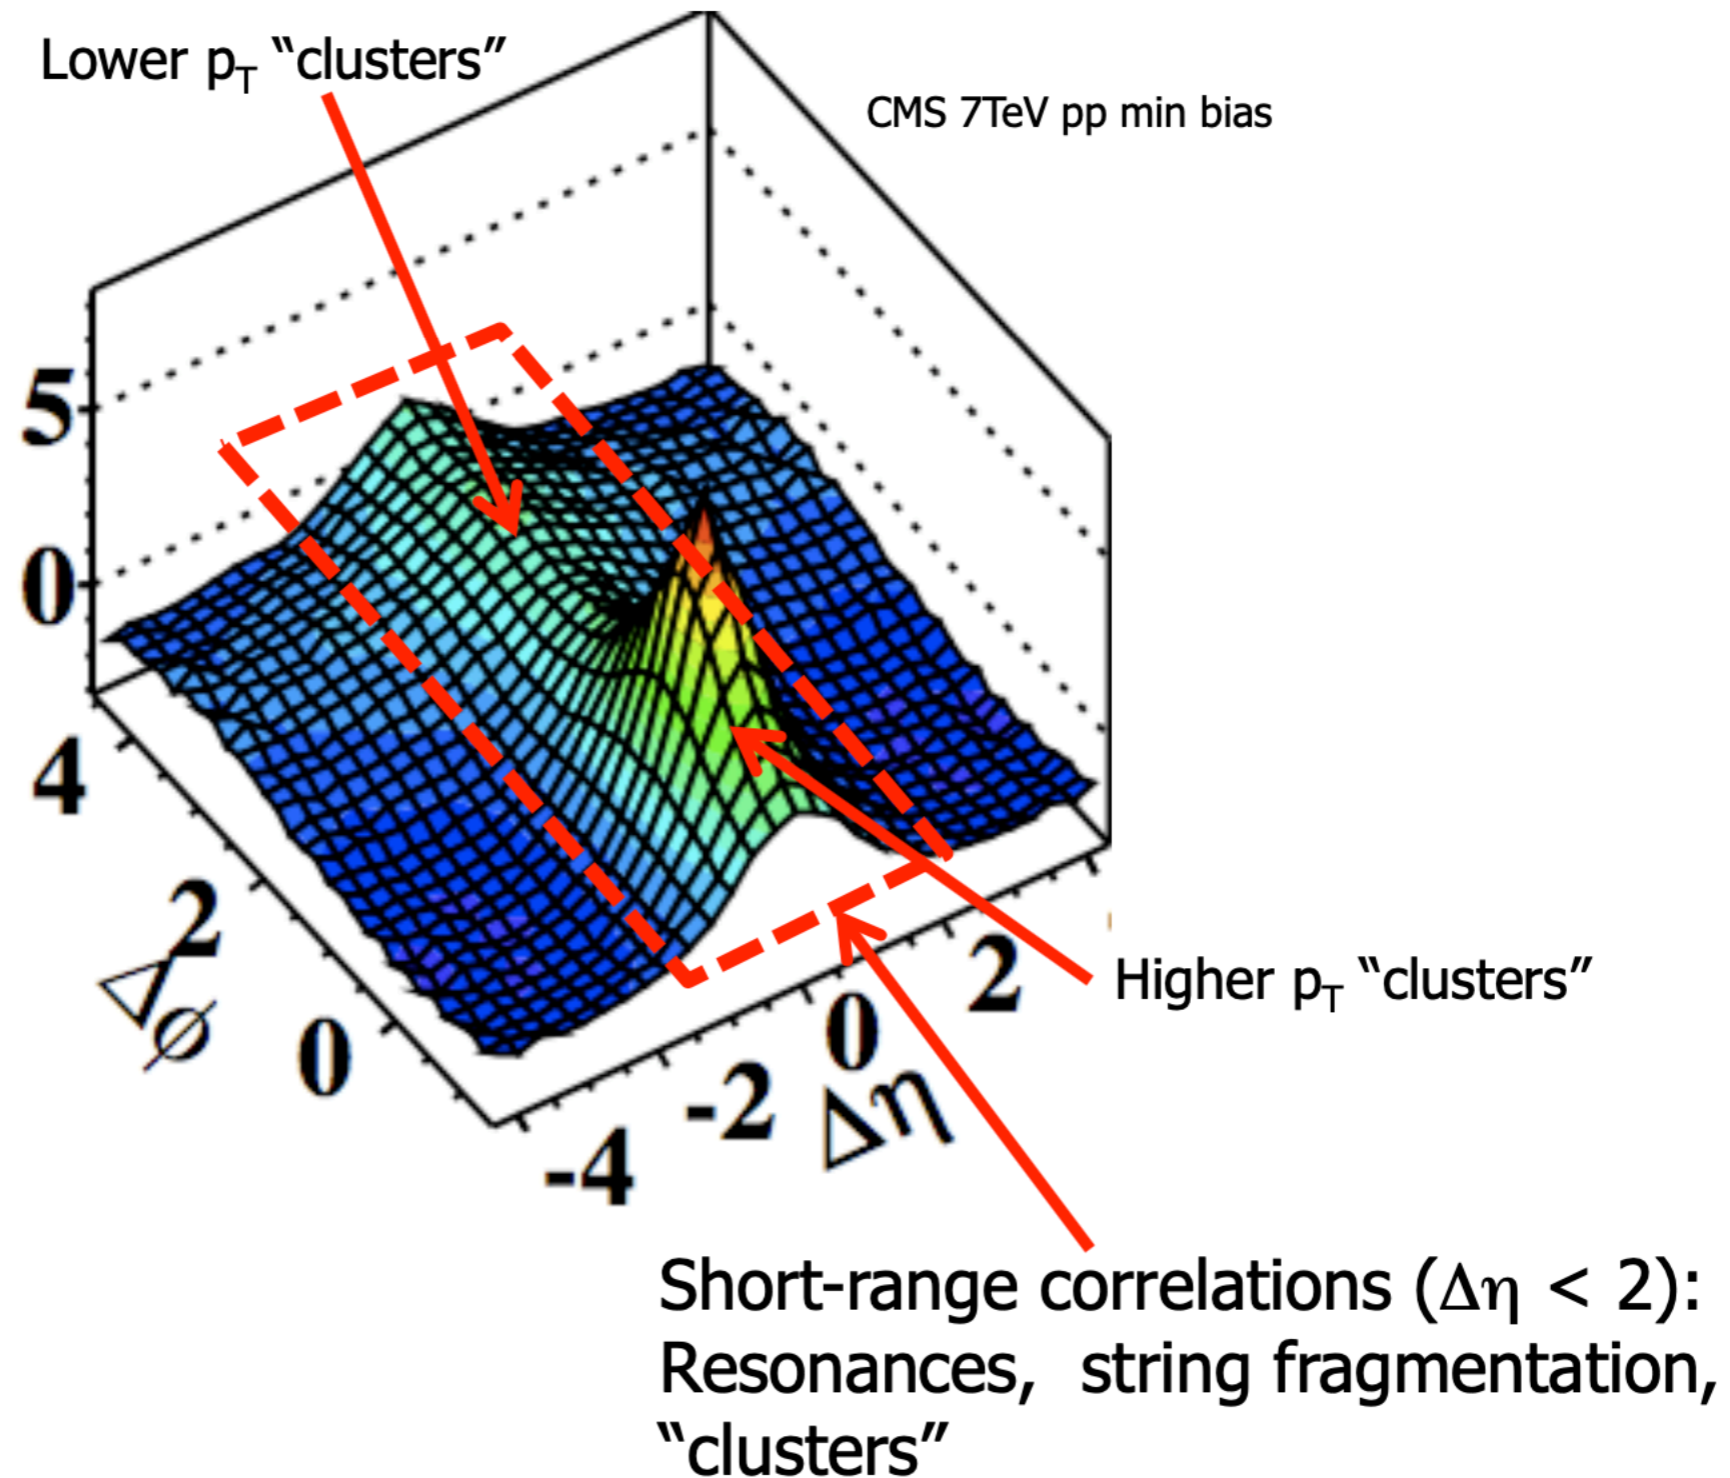 Lower pT “clusters”
CMS 7TeV pp min bias
5
0
4
2
0
Δφ
-4
-2
0
2
Δη
Higher pT “clusters”
Short-range correlations (Δη < 2):
Resonances, string fragmentation,
“clusters”